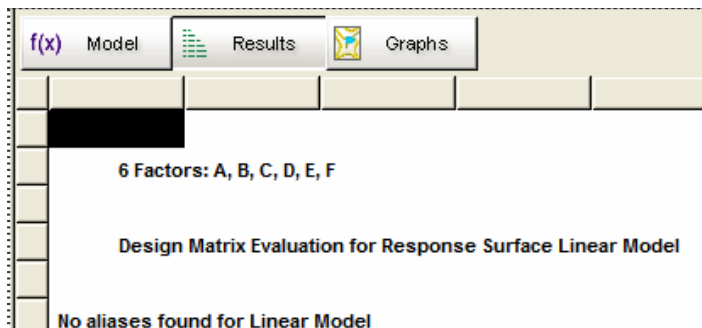 f(x) Model Results Graphs
6 Factors: A, B, C, D, E, F
Design Matrix Evaluation for Response Surface Linear Model
No aliases found for Linear Model